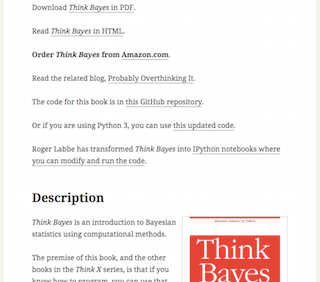 Download Think Bayes in PDF.
Read Think Bayes in HTML.
Order Think Bayes from Amazon.com.
Read the related blog, Probably Overthinking It.
The code for this book is in this GitHub repository.
Or if you are using Python 3, you can use this updated code.
Roger Labbe has transformed Think Bayes into IPython notebooks where
you can modify and run the code.
Description
Think Bayes is an introduction to Bayesian
statistics using computational methods.
The premise of this book, and the other
books in the Think X series, is that if you
know how to program, you can use that
Bayesian Statistics in Python
Think
Bayes